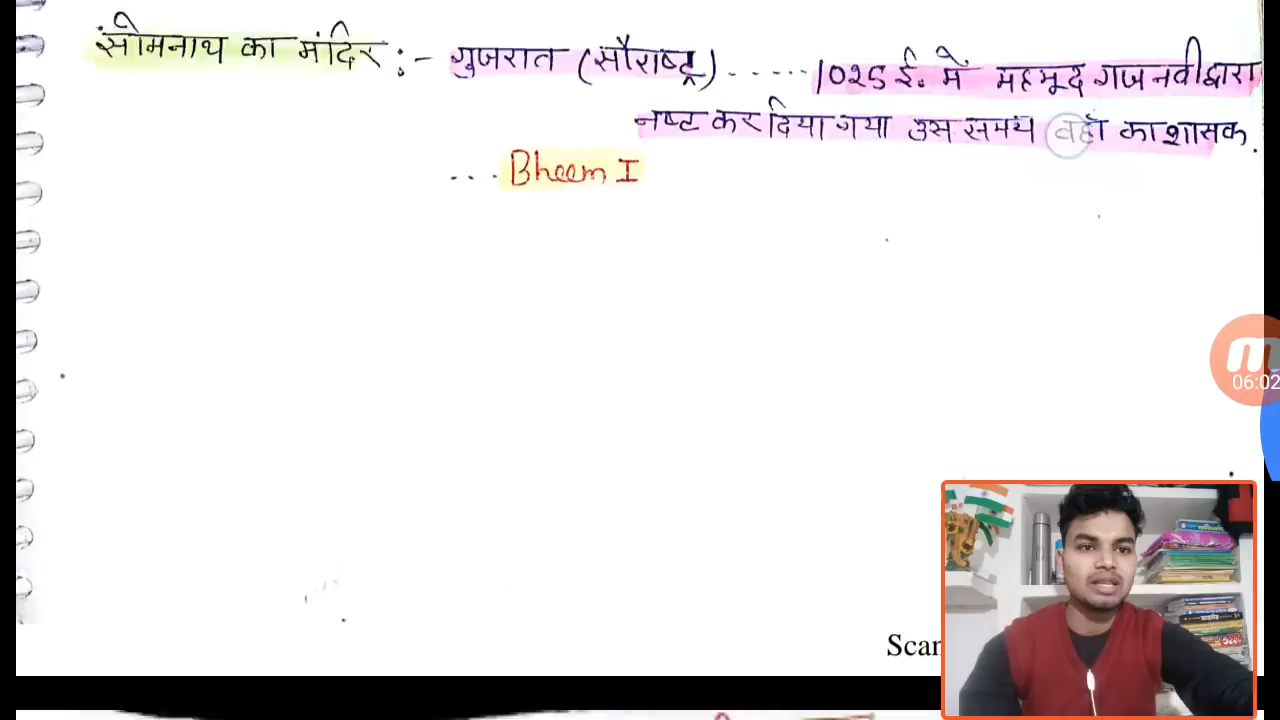 सोमनाथ का मंदिर :- गुजरात (सौराष्ट्र) ...... 1025 ई. में महमूद गजनवी द्वारा
नष्ट कर दिया गया उस समय वहाँ का शासक.
... Bheem I
06:02
Scan